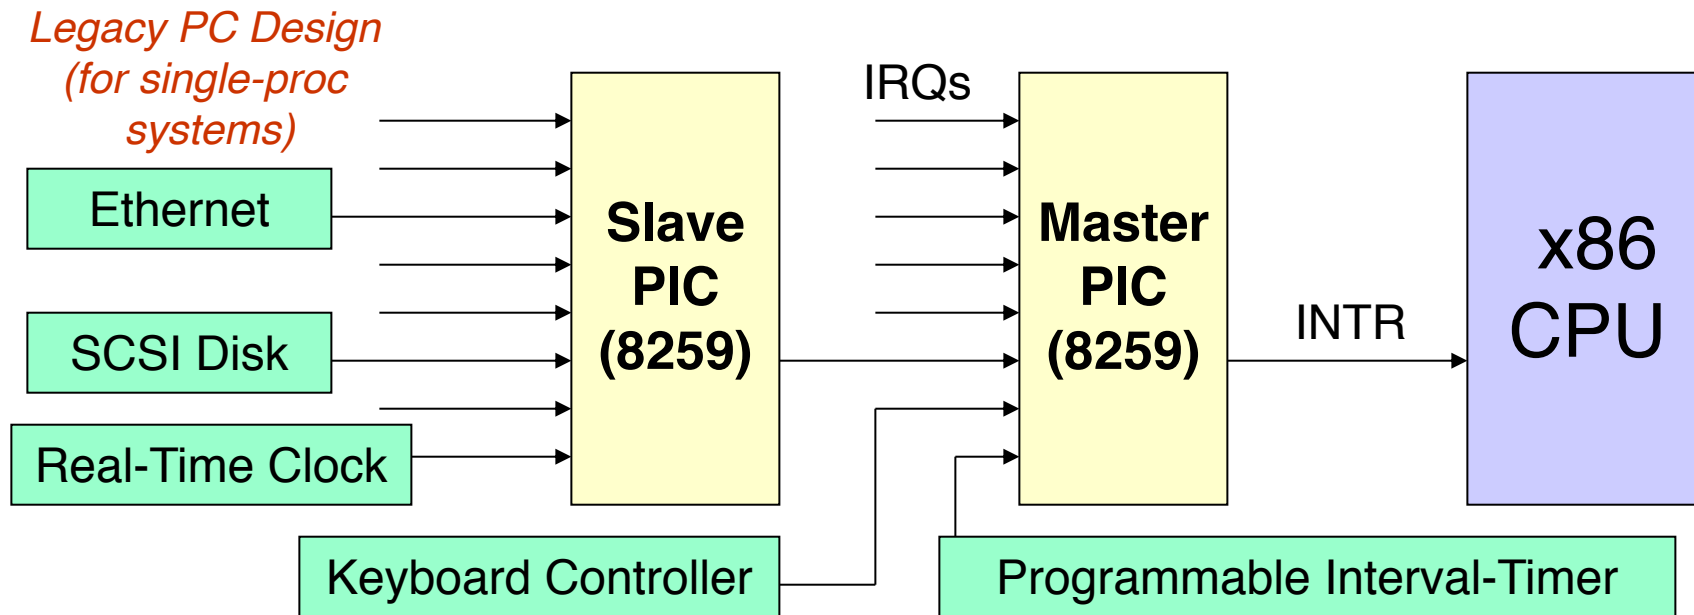 Legacy PC Design
(for single-proc
systems)
IRQs
Ethernet
SCSI Disk
Real-Time Clock
Slave
PIC
(8259)
Master
PIC
(8259)
INTR
x86
CPU
Keyboard Controller
Programmable Interval-Timer